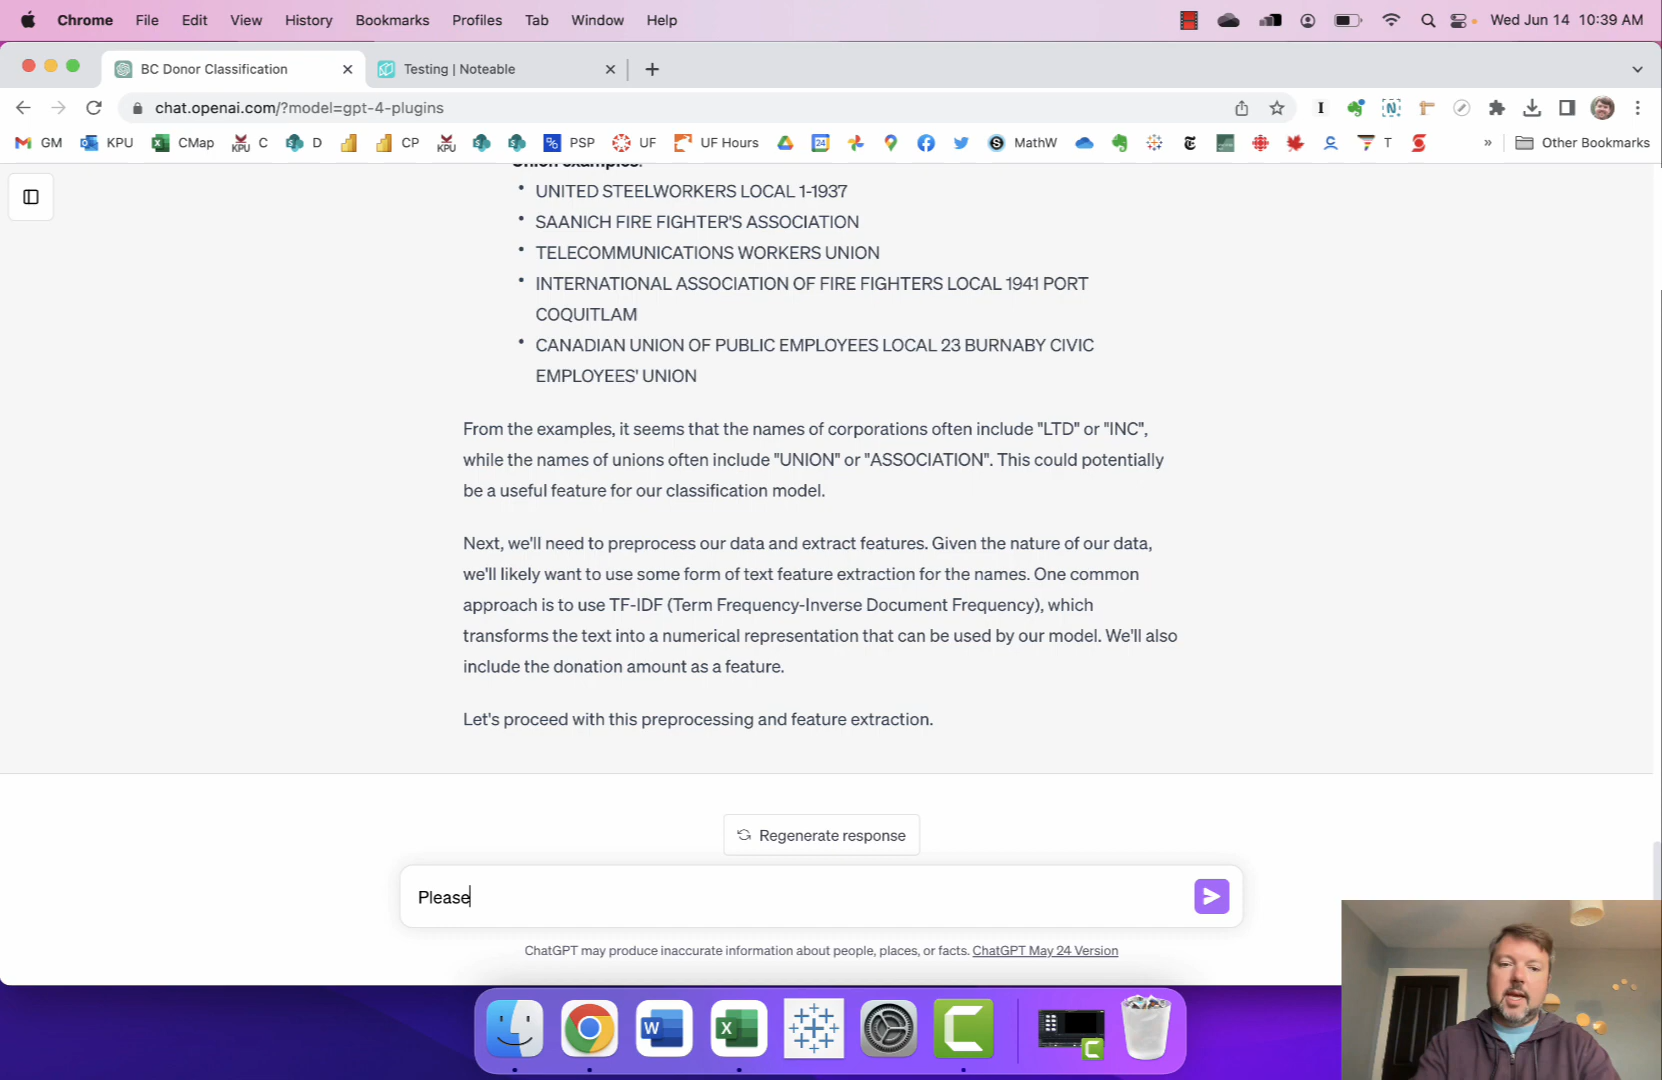 Chrome File Edit View History Bookmarks Profiles Tab Window Help Wed Jun 14 10:39 AM
BC Donor Classification Testing | Noteable
chat.openai.com/?model=gpt-4-plugins
GM KPU CMap C D CP PSP UF UF Hours MathW T » Other Bookmarks
Union examples:
• UNITED STEELWORKERS LOCAL 1-1937
• SAANICH FIRE FIGHTER'S ASSOCIATION
• TELECOMMUNICATIONS WORKERS UNION
• INTERNATIONAL ASSOCIATION OF FIRE FIGHTERS LOCAL 1941 PORT
COQUITLAM
• CANADIAN UNION OF PUBLIC EMPLOYEES LOCAL 23 BURNABY CIVIC
EMPLOYEES' UNION
From the examples, it seems that the names of corporations often include "LTD" or "INC",
while the names of unions often include "UNION" or "ASSOCIATION". This could potentially
be a useful feature for our classification model.
Next, we'll need to preprocess our data and extract features. Given the nature of our data,
we'll likely want to use some form of text feature extraction for the names. One common
approach is to use TF-IDF (Term Frequency-Inverse Document Frequency), which
transforms the text into a numerical representation that can be used by our model. We'll also
include the donation amount as a feature.
Let's proceed with this preprocessing and feature extraction.
Regenerate response
Please
ChatGPT may produce inaccurate information about people, places, or facts. ChatGPT May 24 Version